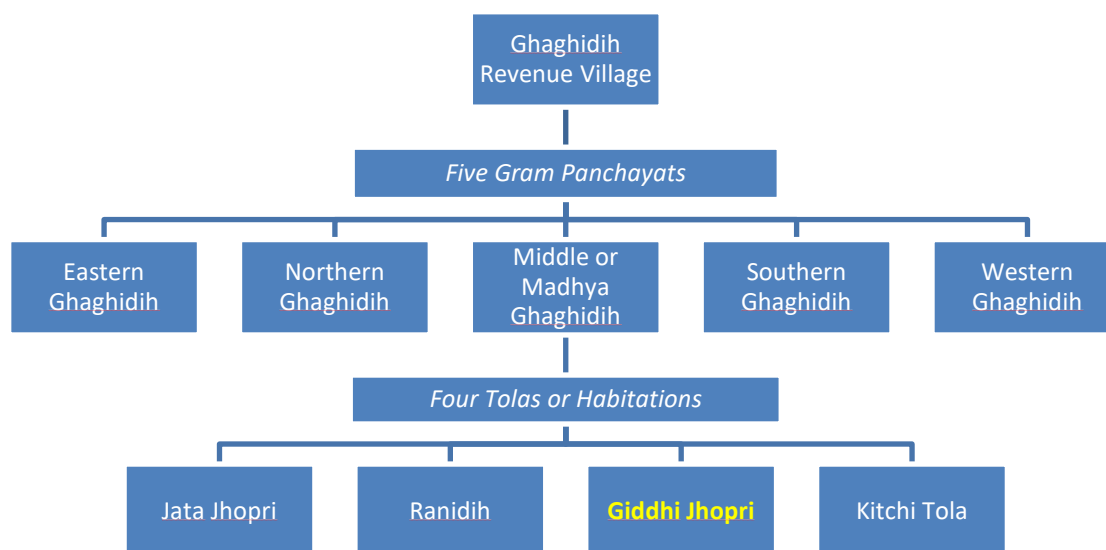 Ghaghidih
Revenue Village
Five Gram Panchayats
Eastern
Ghaghidih
Northern
Ghaghidih
Middle or
Madhya
Ghaghidih
Southern
Ghaghidih
Western
Ghaghidih
Four Tolas or Habitations
Jata Jhopri
Ranidih
Giddhi Jhopri
Kitchi Tola